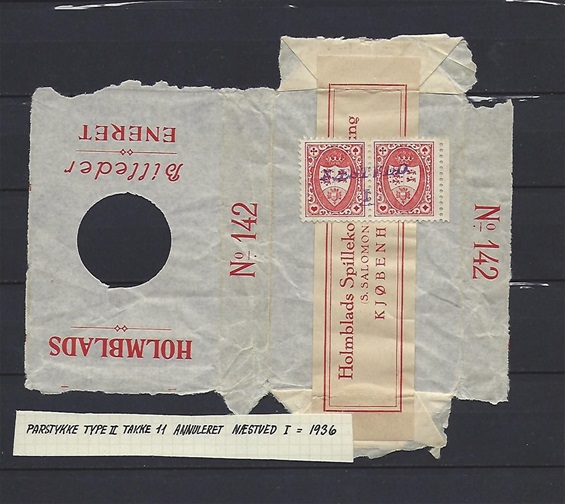 ENERET
Billeder
HOLMBLADS
No 142
Holmblads Spilleko
ng
(S. SALOMON
KJØBENH
I
No 142
PARSTYKKE TYPE II TAKKE 11 ANNULERET NÆSTVED I = 1936